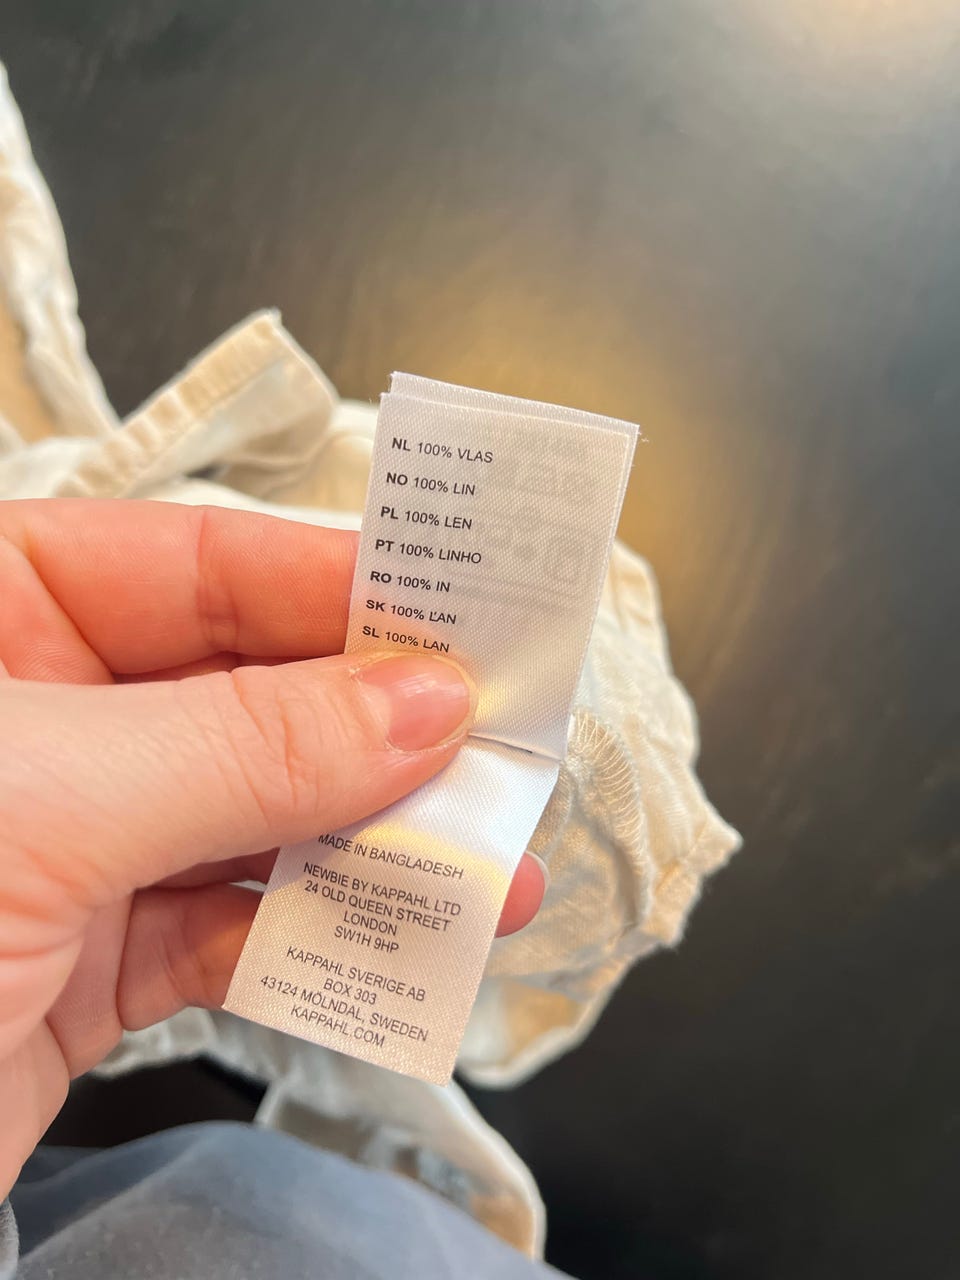 NL 100% VLAS
NO 100% LIN
PL 100% LEN
PT 100% LINHO
RO 100% IN
SK 100% ĽAN
SL 100% LAN
MADE IN BANGLADESH
NEWBIE BY KAPPAHL LTD
24 OLD QUEEN STREET
LONDON
SW1H 9HP
KAPPAHL SVERIGE AB
BOX 303
43124 MÖLNDAL, SWEDEN
KAPPAHL.COM